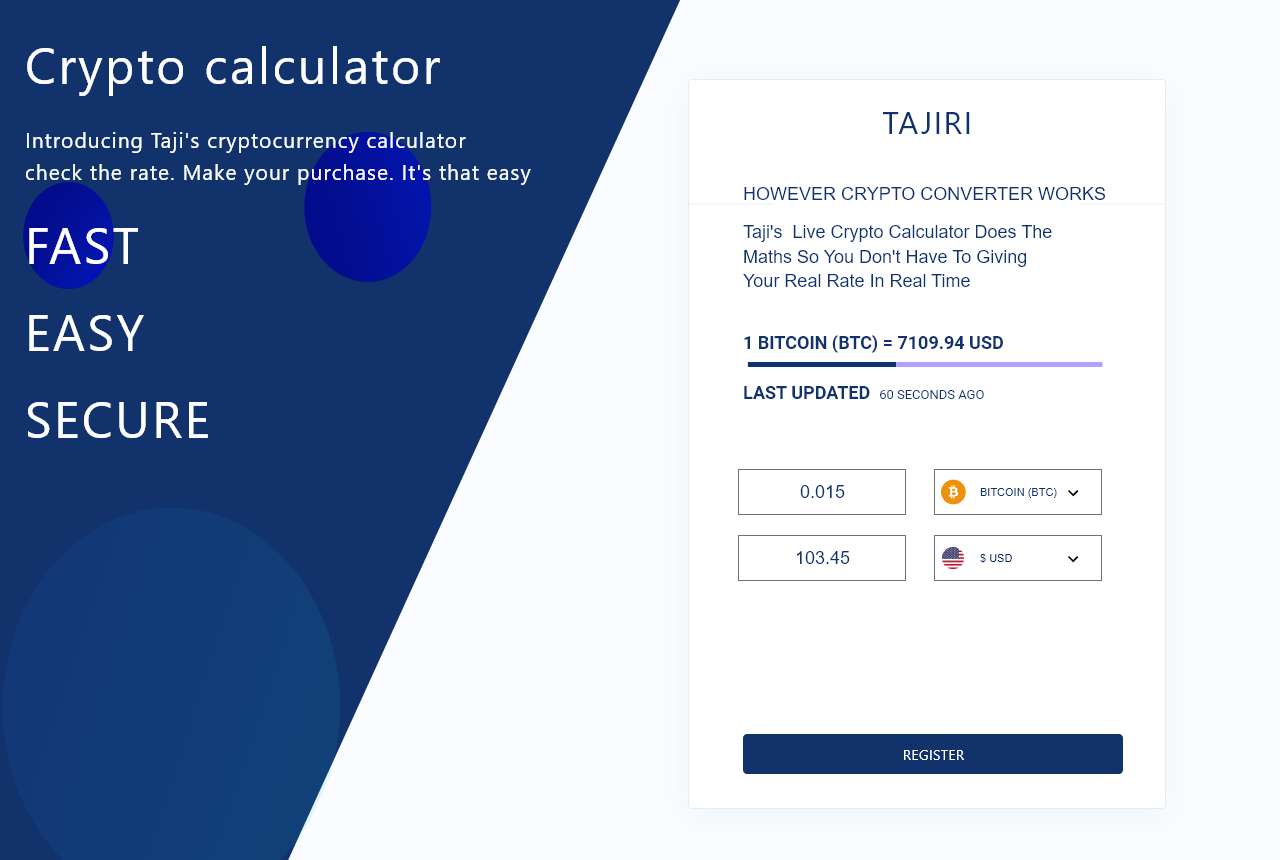 Crypto calculator
Introducing Taji's cryptocurrency calculator
check the rate. Make your purchase. It's that easy
FAST
EASY
SECURE
TAJIRI
HOWEVER CRYPTO CONVERTER WORKS
Taji's  Live Crypto Calculator Does The
Maths So You Don't Have To Giving
Your Real Rate In Real Time
1 BITCOIN (BTC) = 7109.94 USD
LAST UPDATED 60 SECONDS AGO
0.015 BITCOIN (BTC)
103.45 $ USD
REGISTER